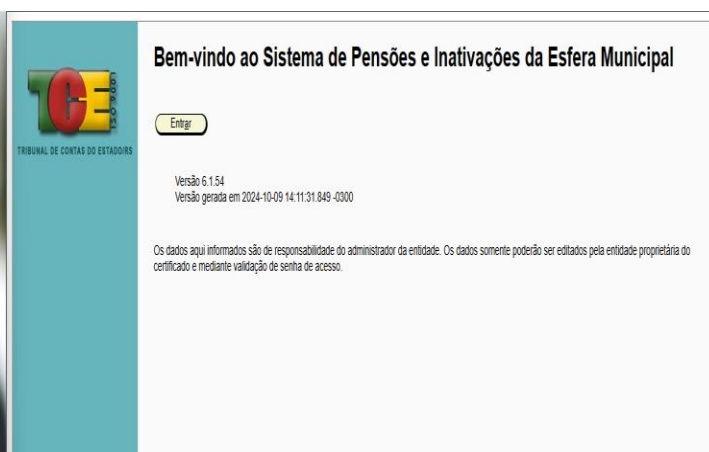 Bem-vindo ao Sistema de Pensões e Inativações da Esfera Municipal
TCE
ISO 9001
TRIBUNAL DE CONTAS DO ESTADO/RS
Entrar
Versão 6.1.54
Versão gerada em 2024-10-09 14:11:31.849 -0300
Os dados aqui informados são de responsabilidade do administrador da entidade. Os dados somente poderão ser editados pela entidade proprietária do
certificado e mediante validação de senha de acesso.